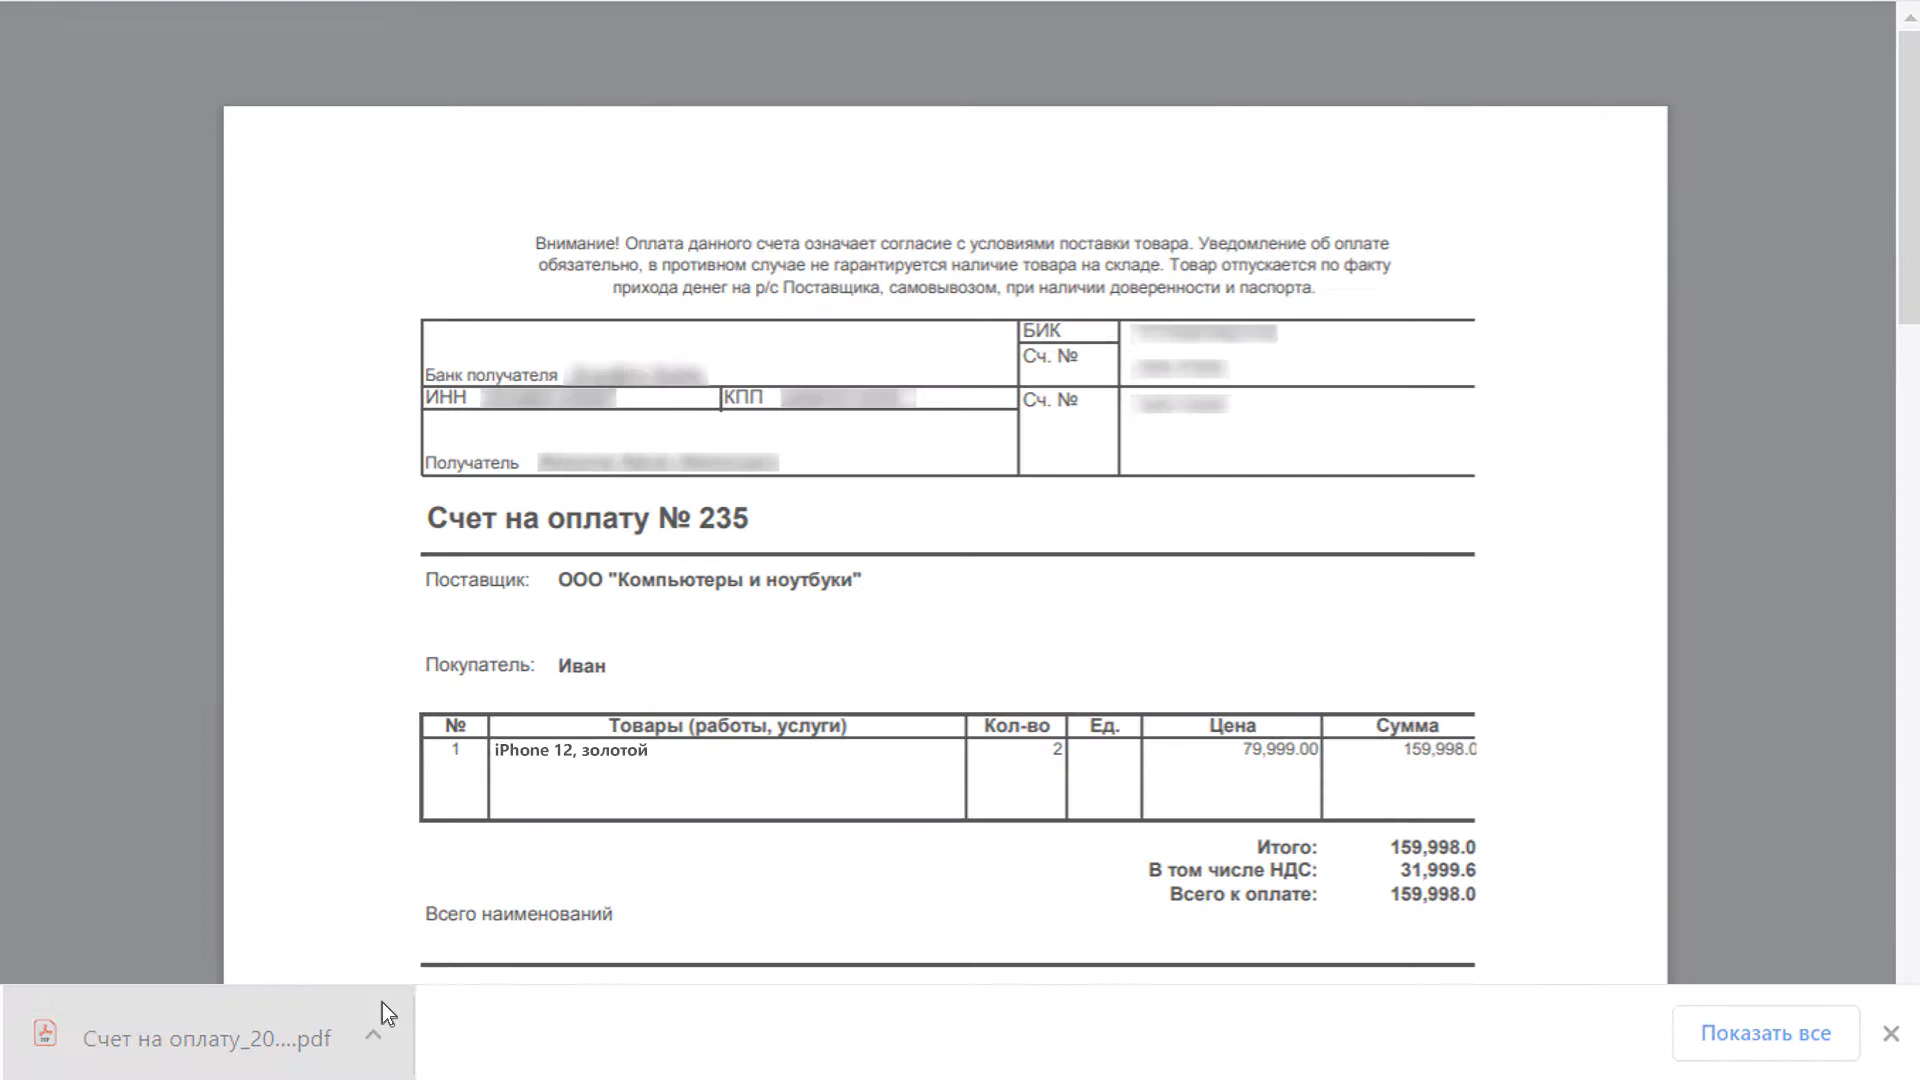 Внимание! Оплата данного счета означает согласие с условиями поставки товара. Уведомление об оплате
обязательно, в противном случае не гарантируется наличие товара на складе. Товар отпускается по факту
прихода денег на р/с Поставщика, самовывозом, при наличии доверенности и паспорта.
БИК
Сч. №
Банк получателя
ИНН КПП Сч. №
Получатель
Счет на оплату № 235
Поставщик: ООО "Компьютеры и ноутбуки"
Покупатель: Иван
№ Товары (работы, услуги) Кол-во Ед. Цена Сумма
1 iPhone 12, золотой 2 79,999.00 159,998.0
Итого: 159,998.0
В том числе НДС: 31,999.6
Всего к оплате: 159,998.0
Всего наименований
Счет на оплату_20....pdf
Показать все